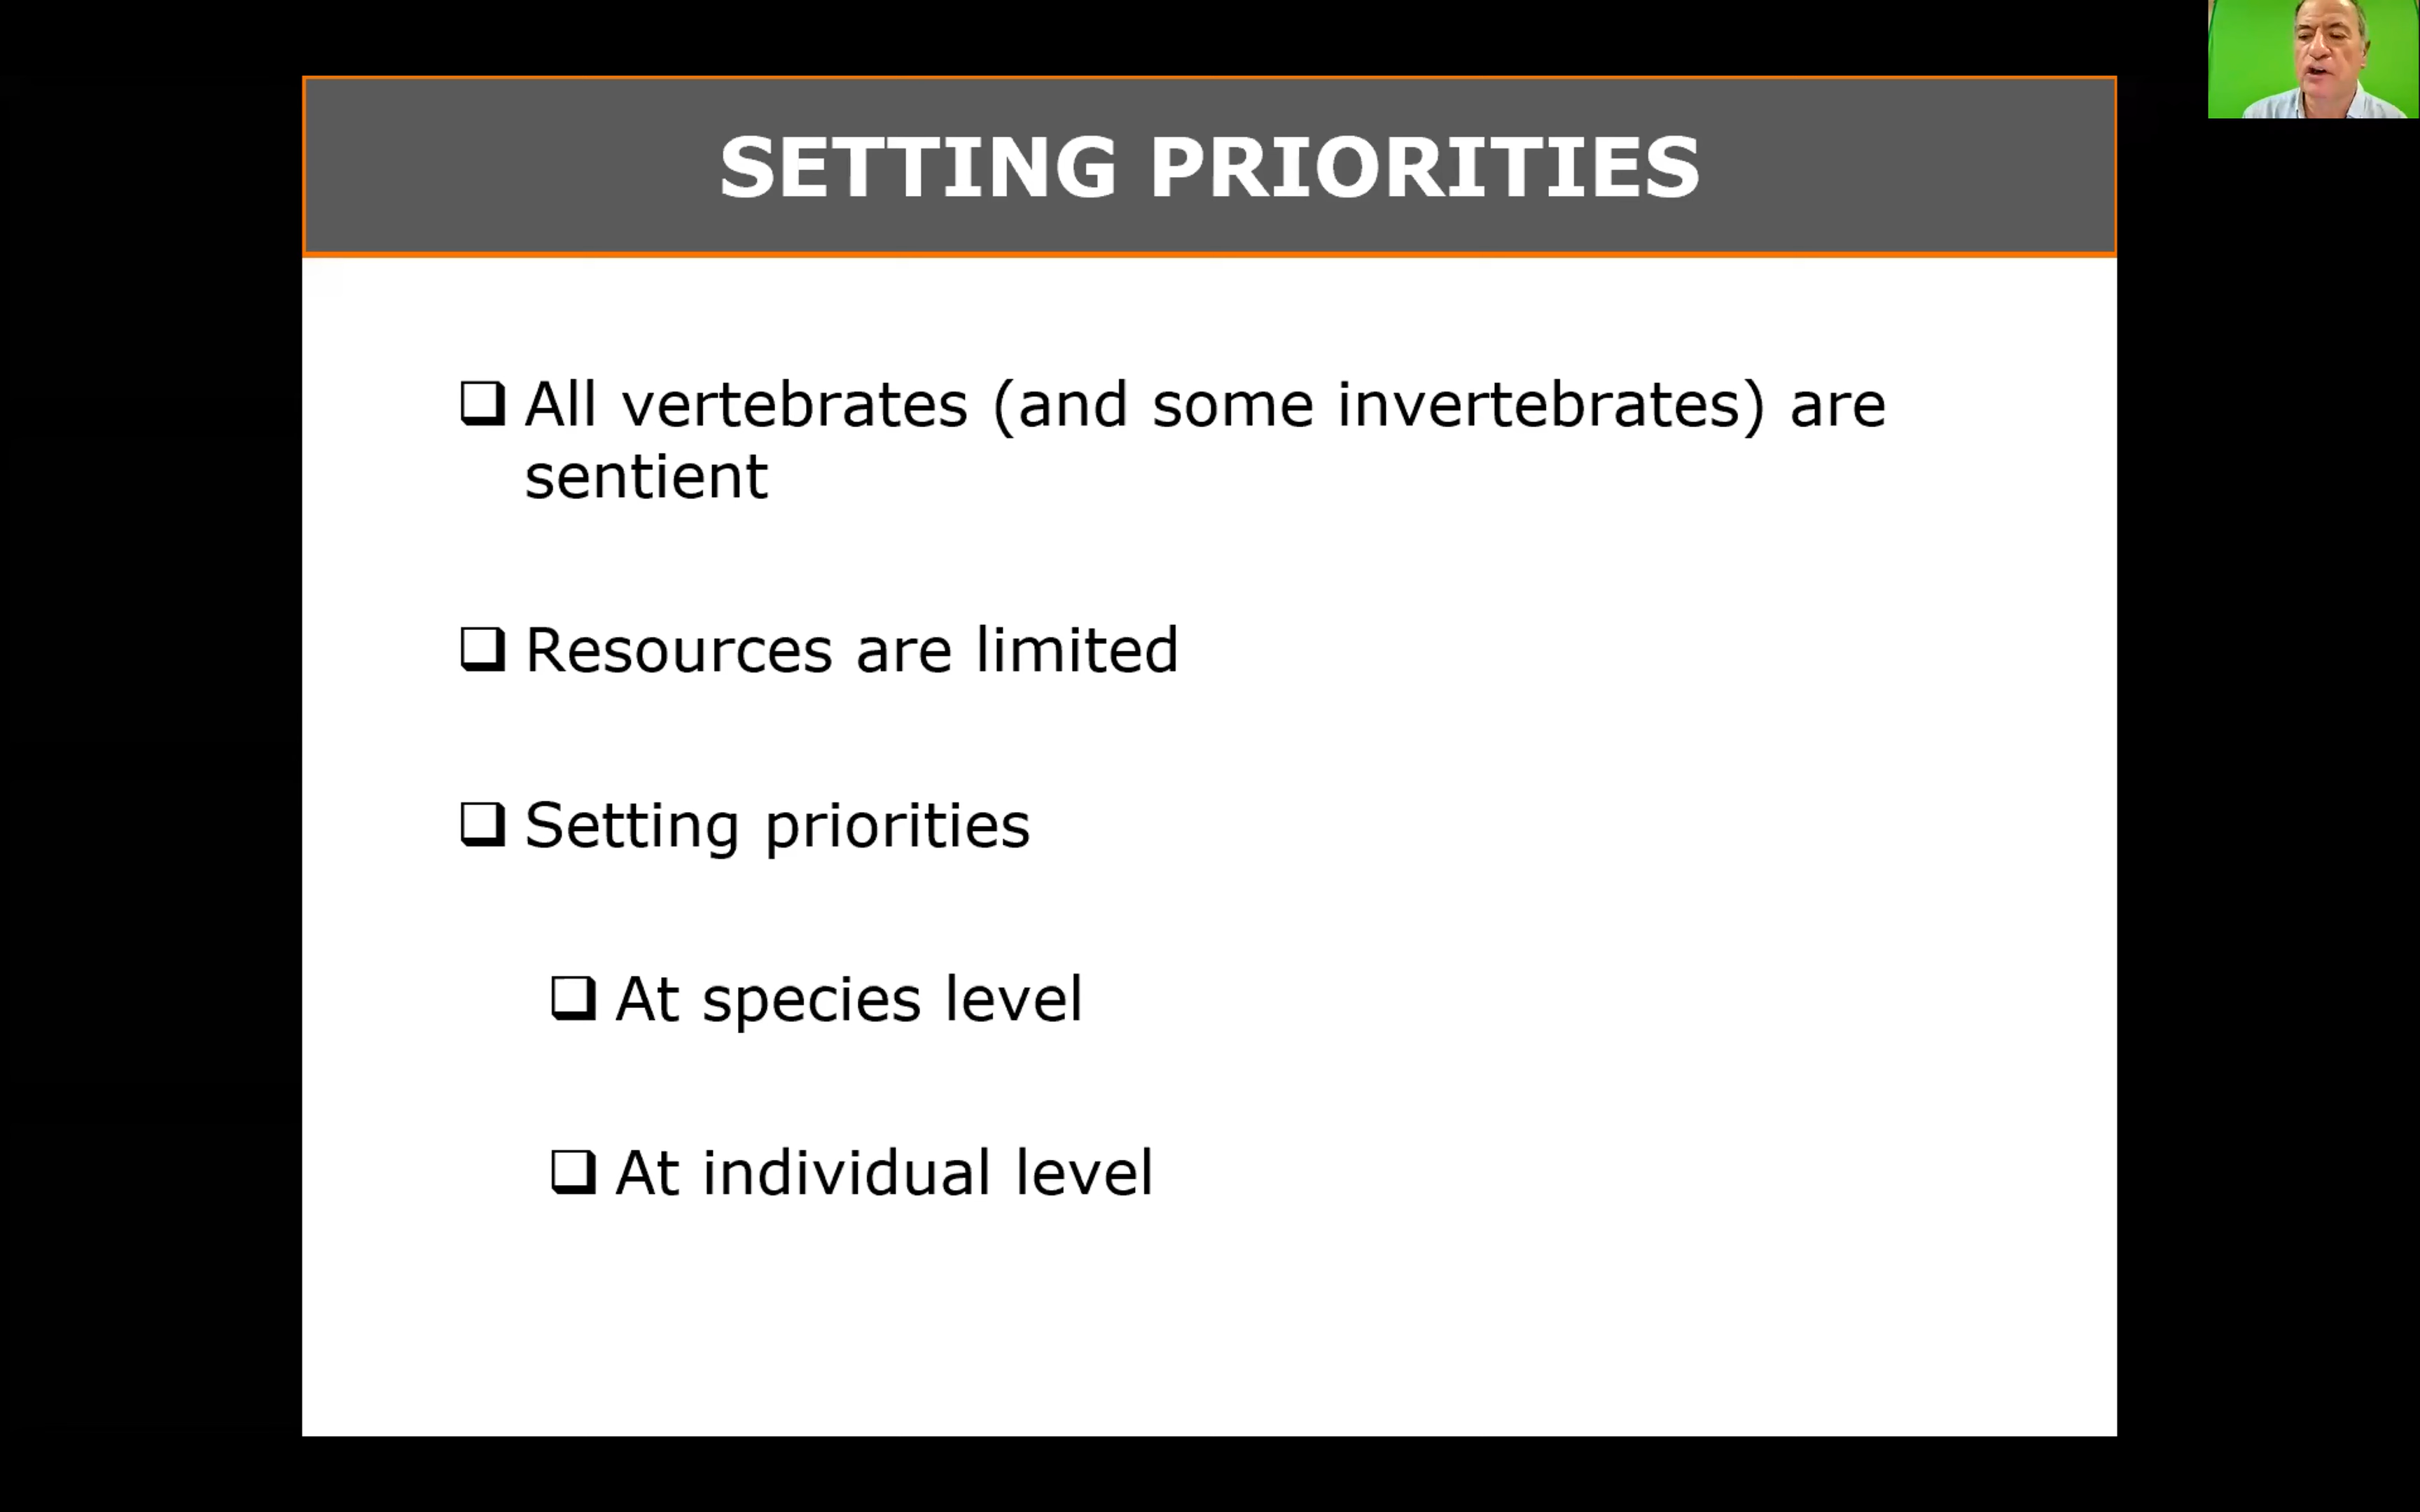 SETTING PRIORITIES
All vertebrates (and some invertebrates) are
sentient
Resources are limited
Setting priorities
At species level
At individual level